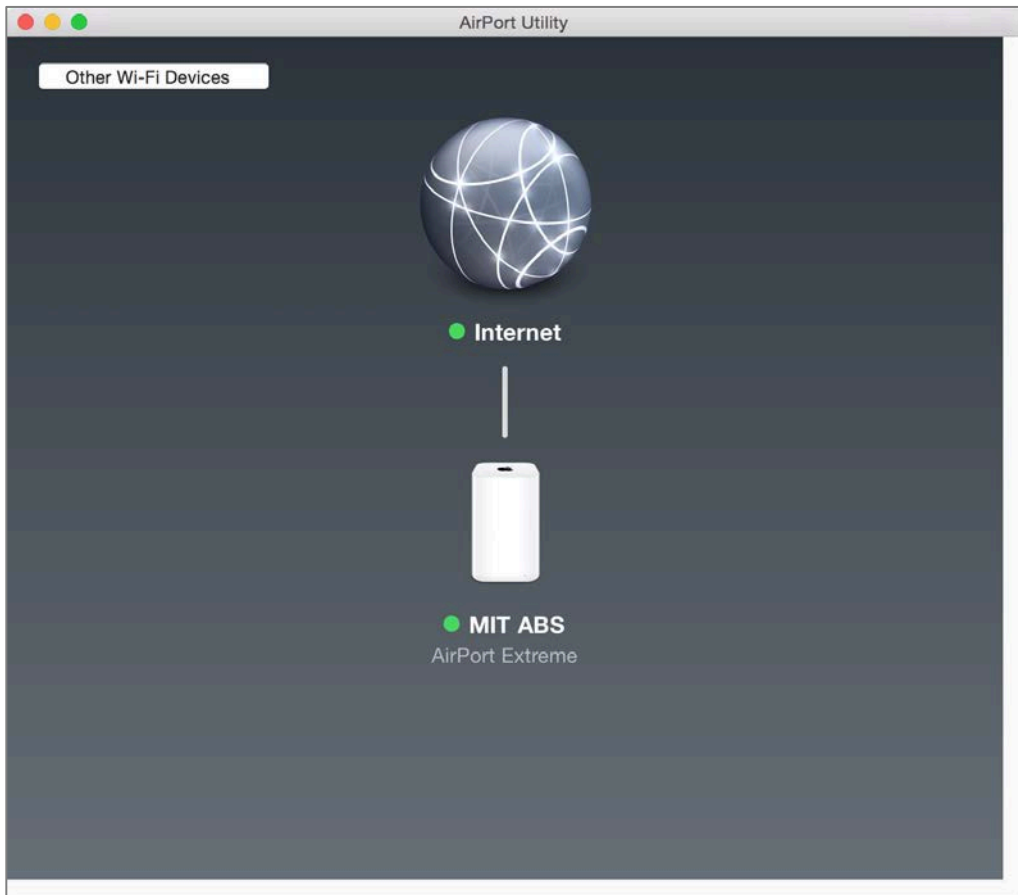 AirPort Utility
Other Wi-Fi Devices
Internet
MIT ABS
AirPort Extreme